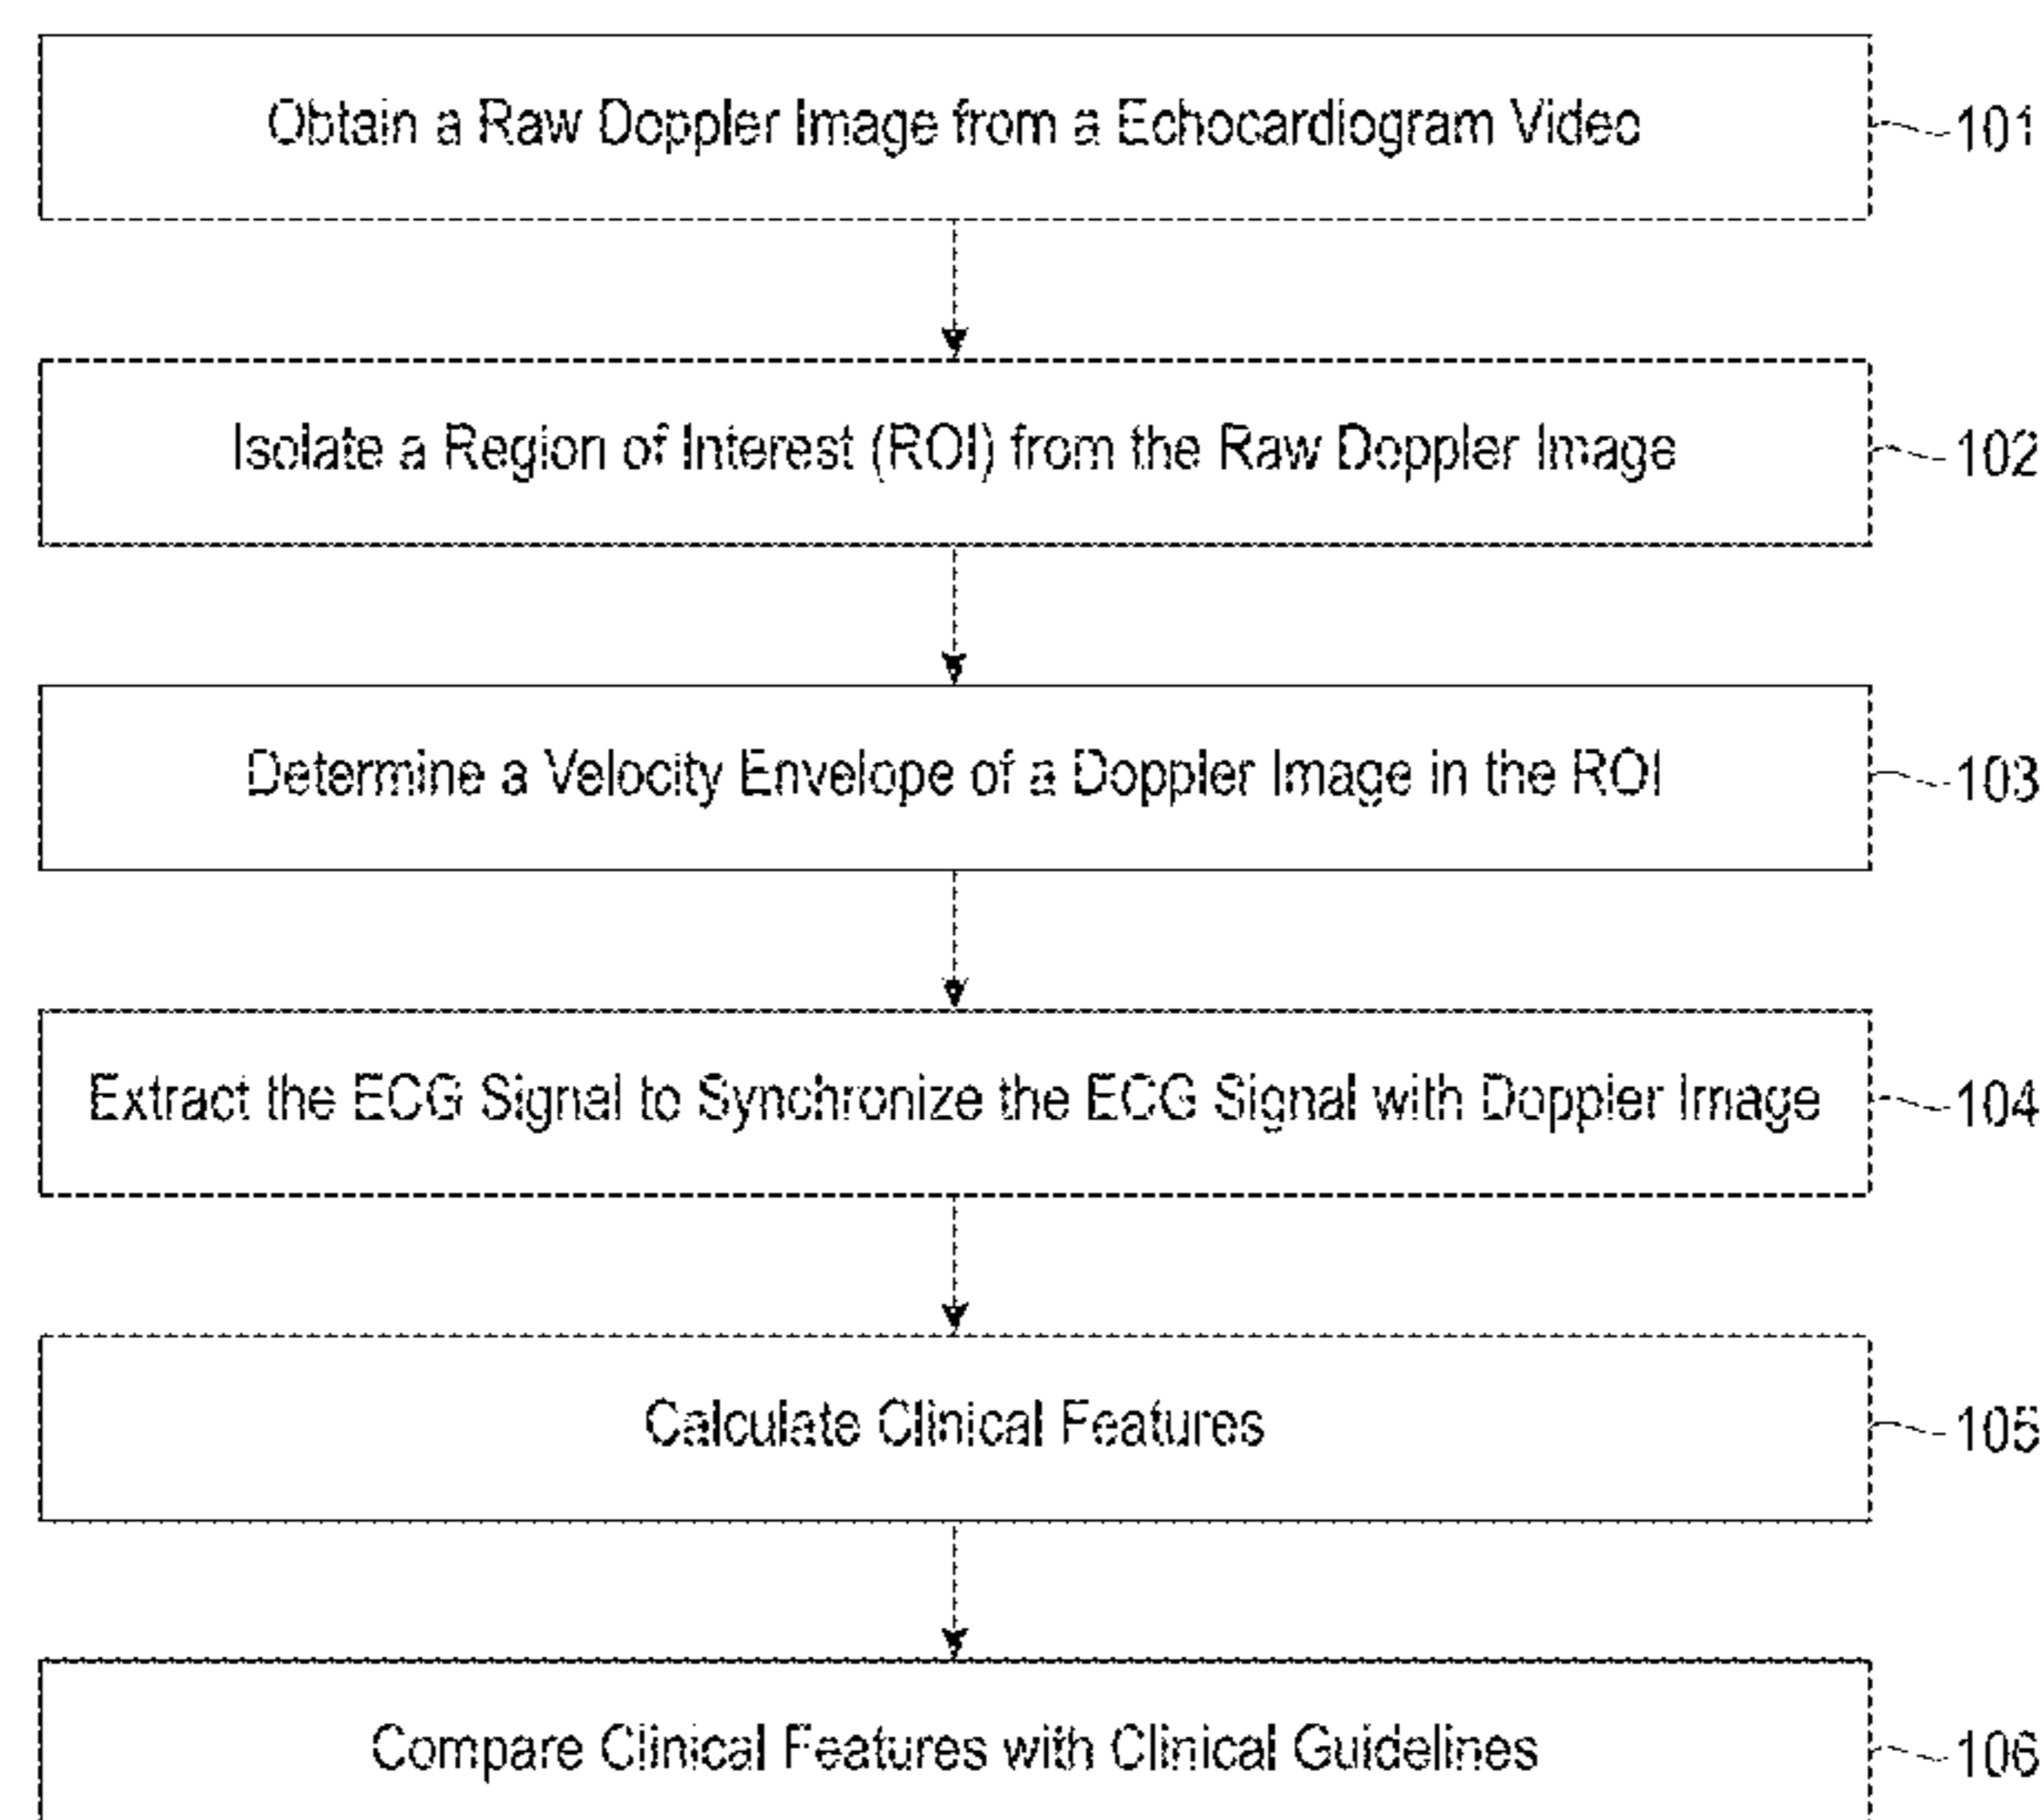 Obtain a Raw Doppler Image from a Echocardiogram Video
101
Isolate a Region of Interest (ROI) from the Raw Doppler Image
102
Determine a Velocity Envelope of a Doppler Image in the ROI
103
Extract the ECG Signal to Synchronize the ECG Signal with Doppler Image
104
Calculate Clinical Features
105
Compare Clinical Features with Clinical Guidelines
106